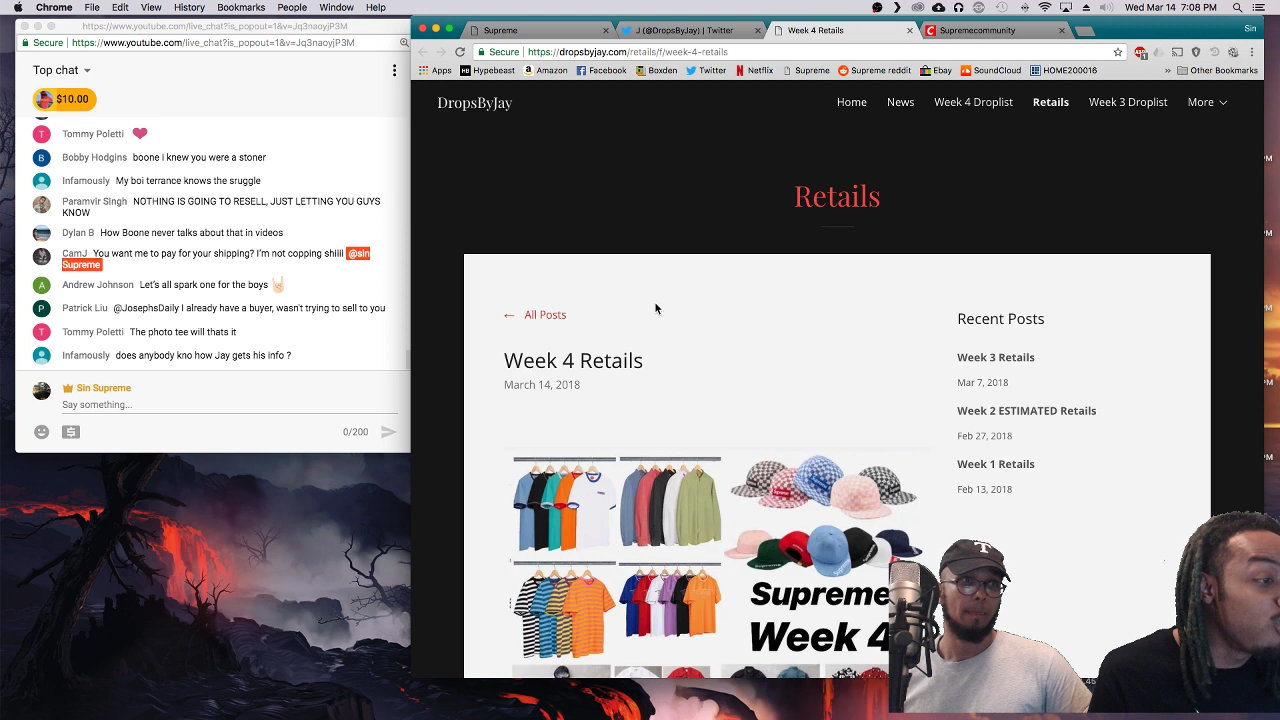 Chrome File Edit View History Bookmarks People Window Help
Wed Mar 14 7:08 PM
https://www.youtube.com/live_chat?is_popout=1&v=Jq3naoyjP3M
Secure https://www.youtube.com/live_chat?is_popout=1&v=Jq3naoyjP3M
Top chat
$10.00
Tommy Poletti ❤
Bobby Hodgins boone i knew you were a stoner
Infamously My boi terrance knows the sruggle
Paramvir Singh NOTHING IS GOING TO RESELL, JUST LETTING YOU GUYS
KNOW
Dylan B How Boone never talks about that in videos
CamJ You want me to pay for your shipping? I'm not copping shiiii @sin
Supreme
Andrew Johnson Let's all spark one for the boys 🤘🏻
Patrick Liu @JosephsDaily I already have a buyer, wasn't trying to sell to you
Tommy Poletti The photo tee will thats it
Infamously does anybody kno how Jay gets his info ?
Sin Supreme
Say something...
0/200
Supreme
J (@DropsByJay) | Twitter
Week 4 Retails
Supremecommunity
Sin
Secure https://dropsbyjay.com/retails/f/week-4-retails
Apps Hypebeast Amazon Facebook Boxden Twitter Netflix Supreme Supreme reddit Ebay SoundCloud HOME200016 » Other Bookmarks
DropsByJay
Home News Week 4 Droplist Retails Week 3 Droplist More
Retails
← All Posts
Week 4 Retails
March 14, 2018
Recent Posts
Week 3 Retails
Mar 7, 2018
Week 2 ESTIMATED Retails
Feb 27, 2018
Week 1 Retails
Feb 13, 2018
Supreme
Week 4